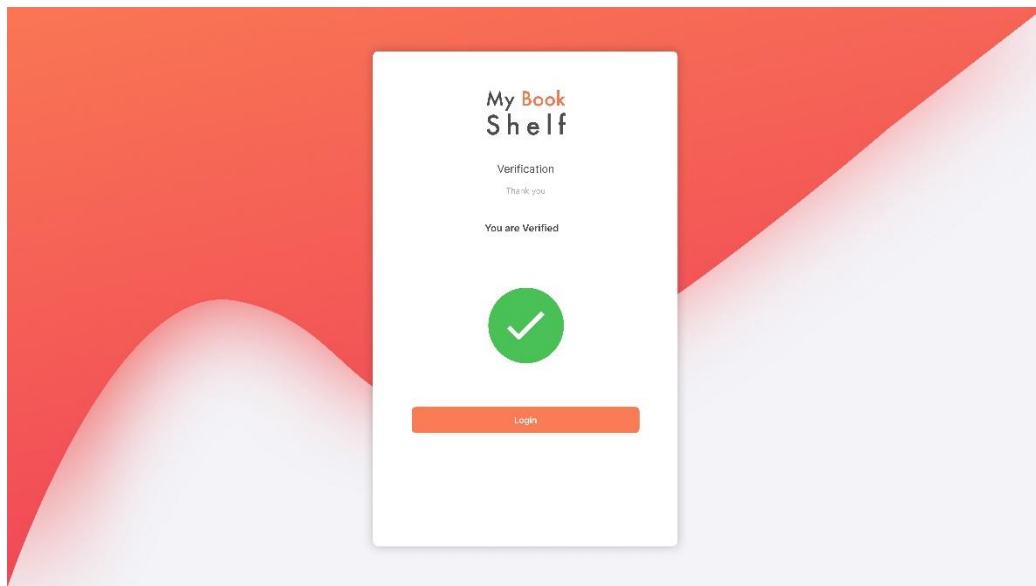 My Book
Shelf
Verification
Thank you
You are Verified
Login